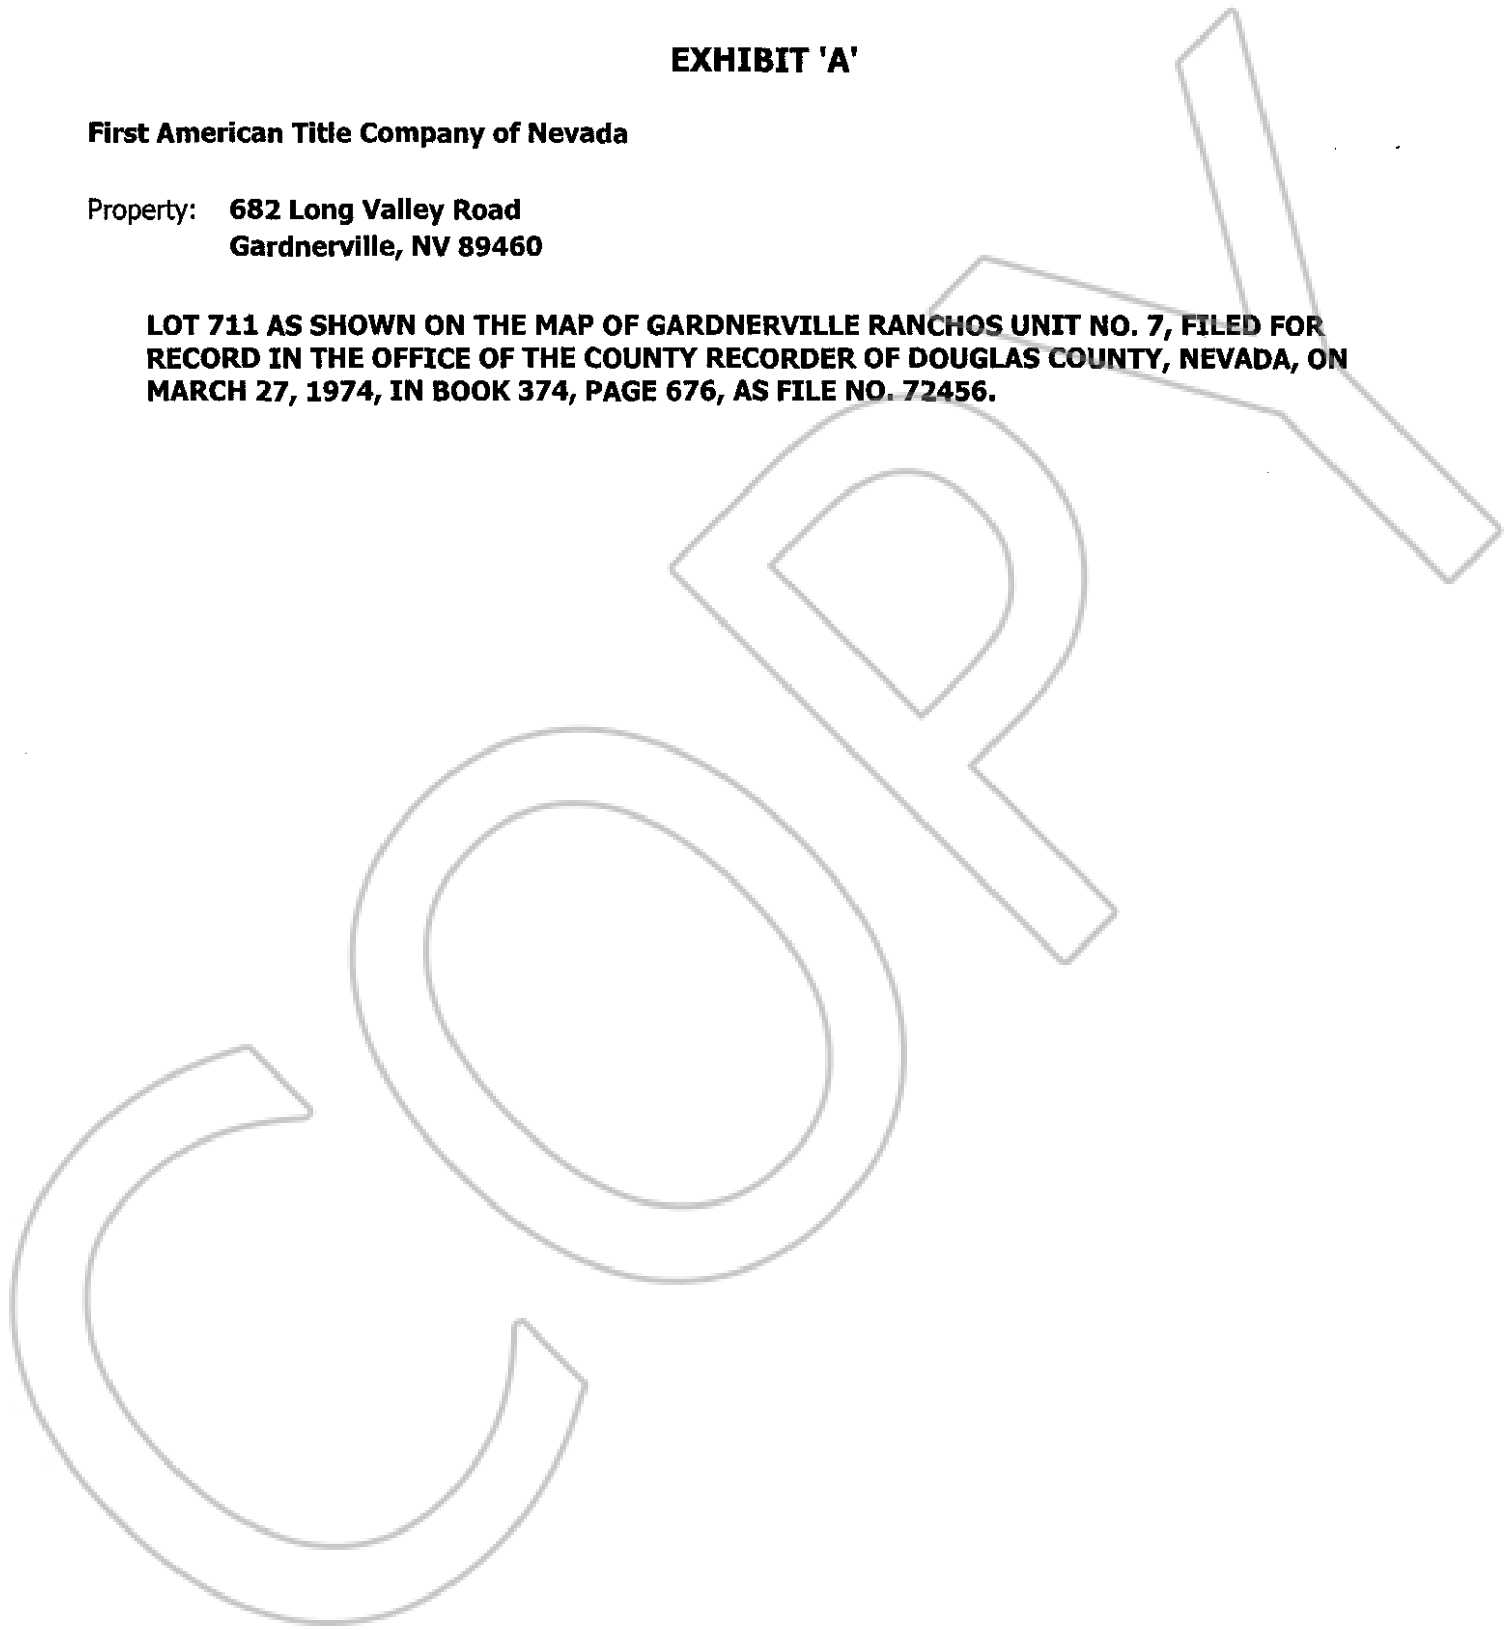 EXHIBIT 'A'
First American Title Company of Nevada
Property: 682 Long Valley Road
Gardnerville, NV 89460
LOT 711 AS SHOWN ON THE MAP OF GARDNERVILLE RANCHOS UNIT NO. 7, FILED FOR
RECORD IN THE OFFICE OF THE COUNTY RECORDER OF DOUGLAS COUNTY, NEVADA, ON
MARCH 27, 1974, IN BOOK 374, PAGE 676, AS FILE NO. 72456.
COPY